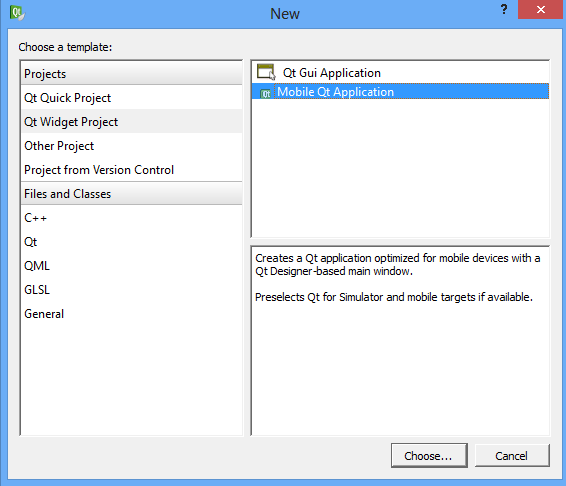 Qt
New
?
x
Choose a template:
Projects
Qt Quick Project
Qt Widget Project
Other Project
Project from Version Control
Files and Classes
C++
Qt
QML
GLSL
General
Qt Gui Application
Qt
Mobile Qt Application
Creates a Qt application optimized for mobile devices with a
Qt Designer-based main window.
Preselects Qt for Simulator and mobile targets if available.
Choose...
Cancel